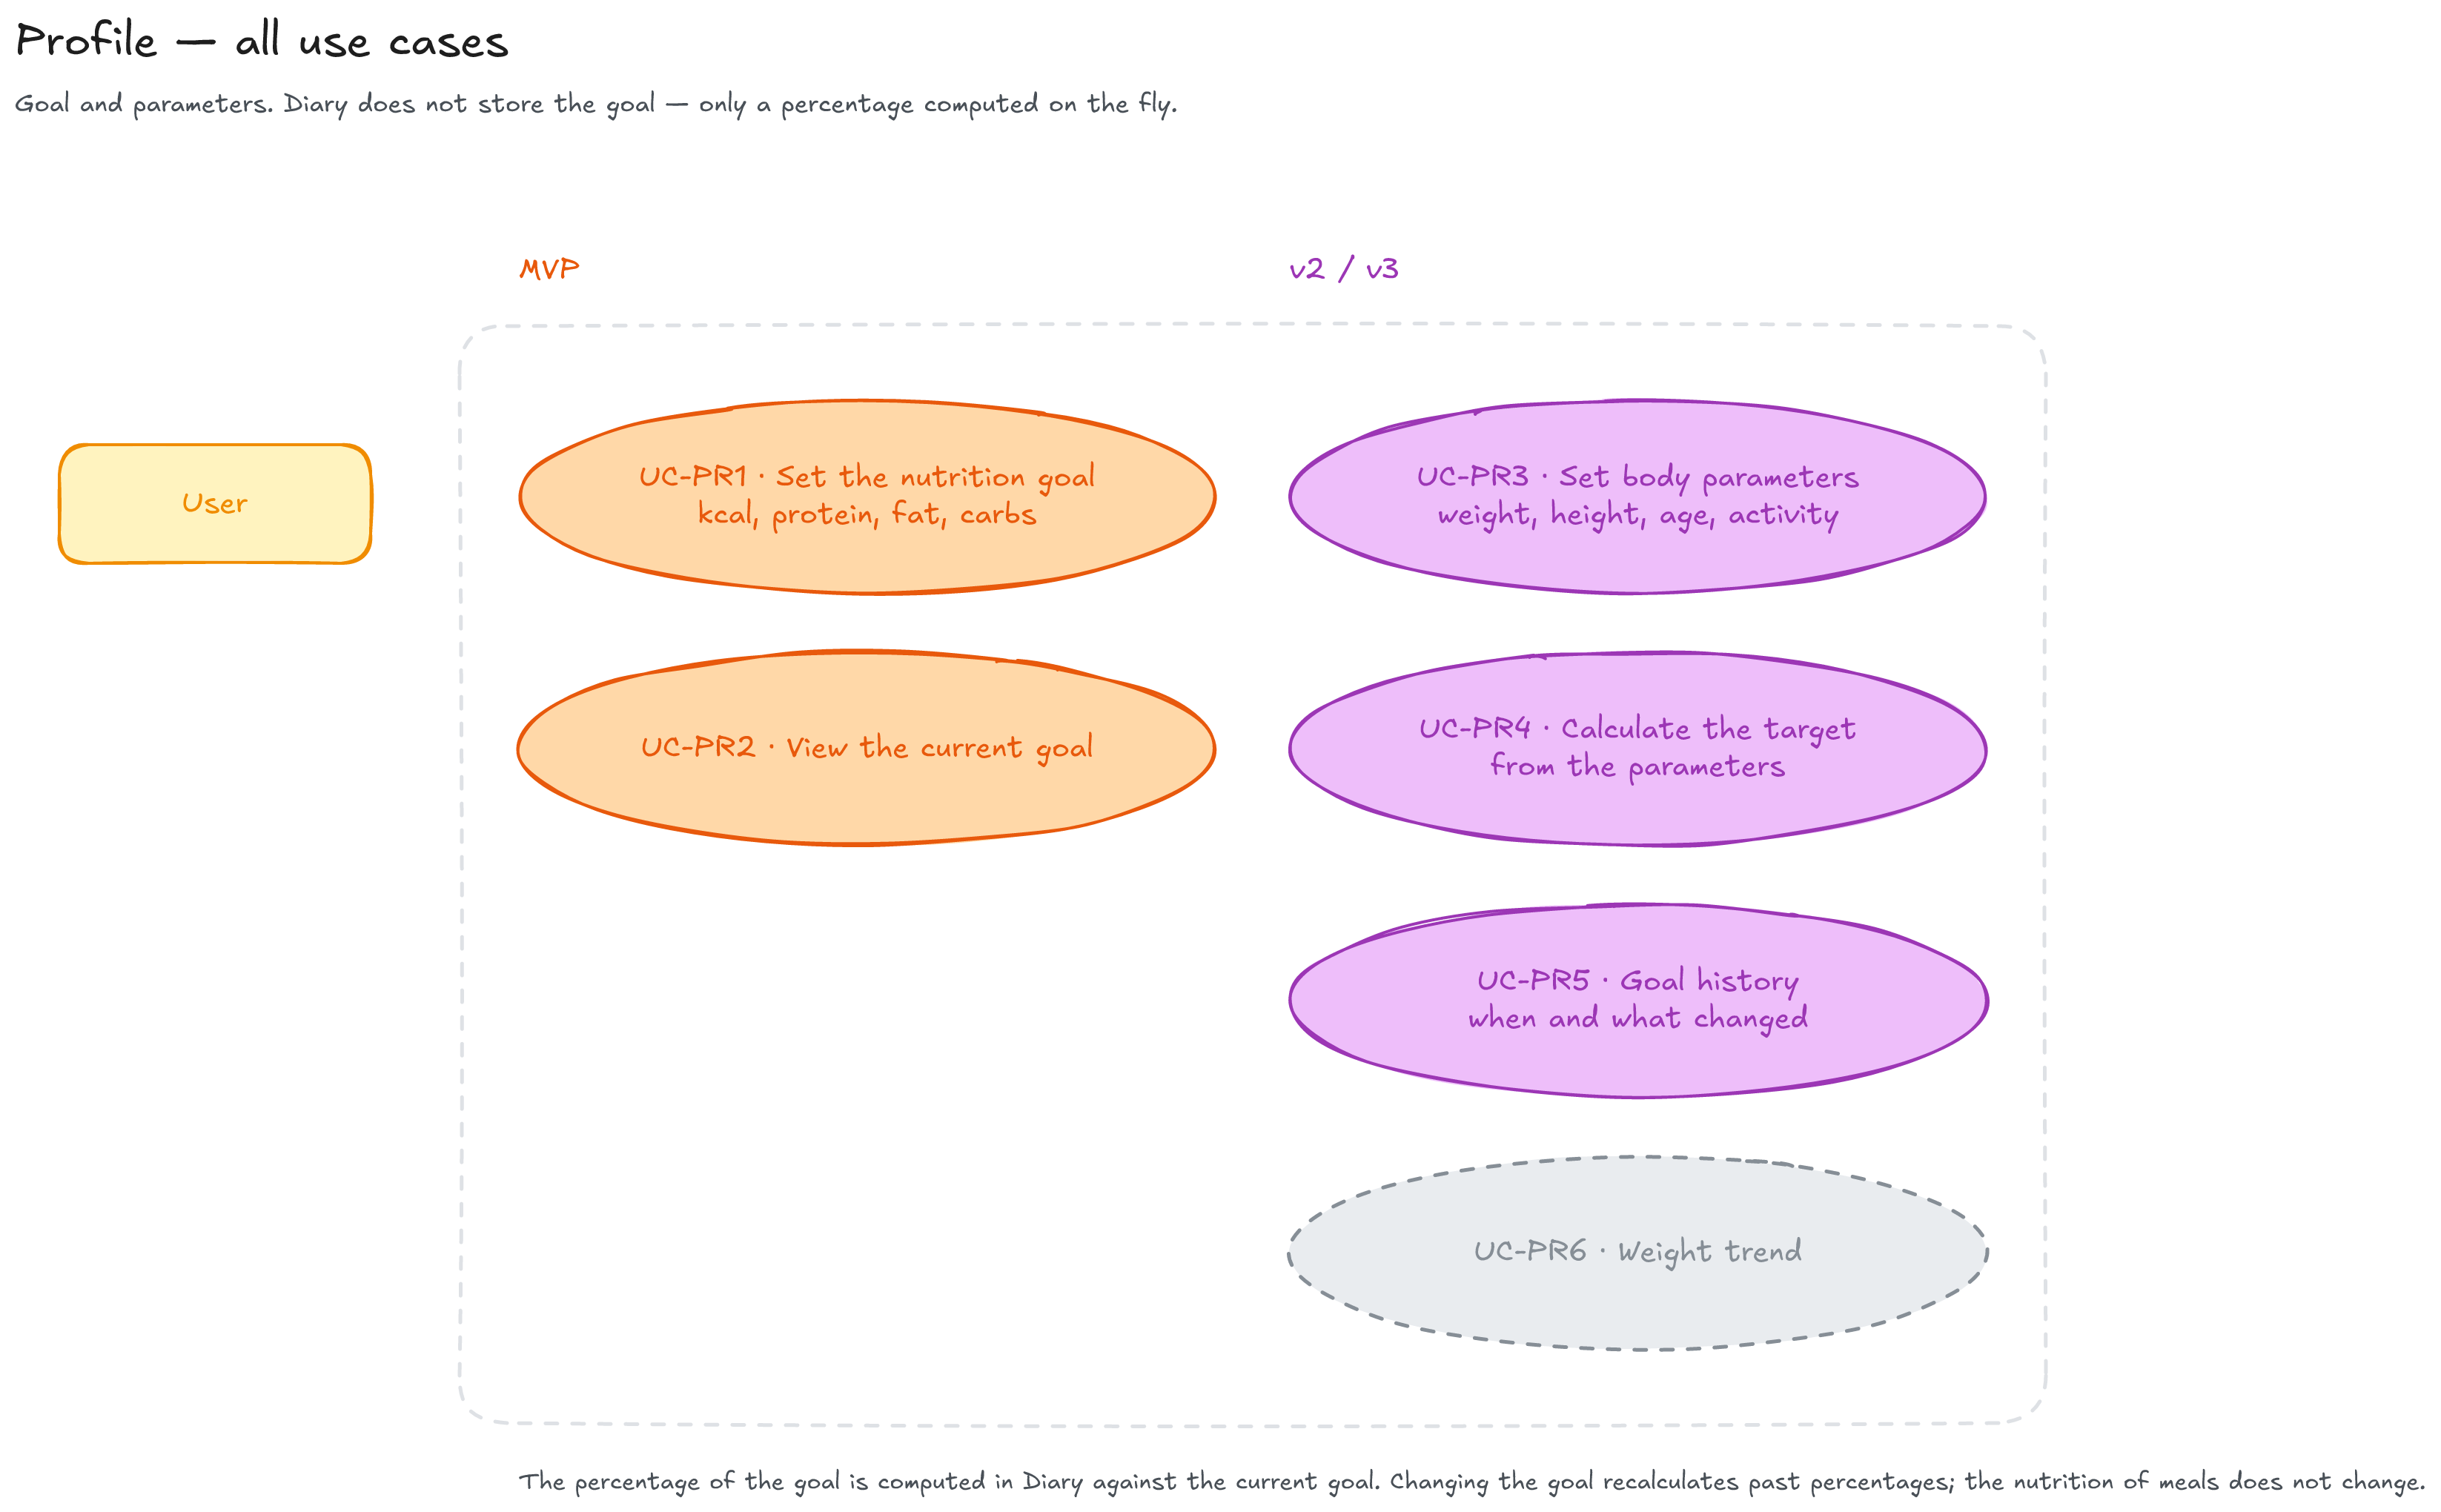 Profile — all use cases
Goal and parameters. Diary does not store the goal — only a percentage computed on the fly.
MVP
v2 / v3
User
UC-PR1 · Set the nutrition goal
kcal, protein, fat, carbs
UC-PR3 · Set body parameters
weight, height, age, activity
UC-PR2 · View the current goal
UC-PR4 · Calculate the target
from the parameters
UC-PR5 · Goal history
when and what changed
UC-PR6 · Weight trend
The percentage of the goal is computed in Diary against the current goal. Changing the goal recalculates past percentages; the nutrition of meals does not change.